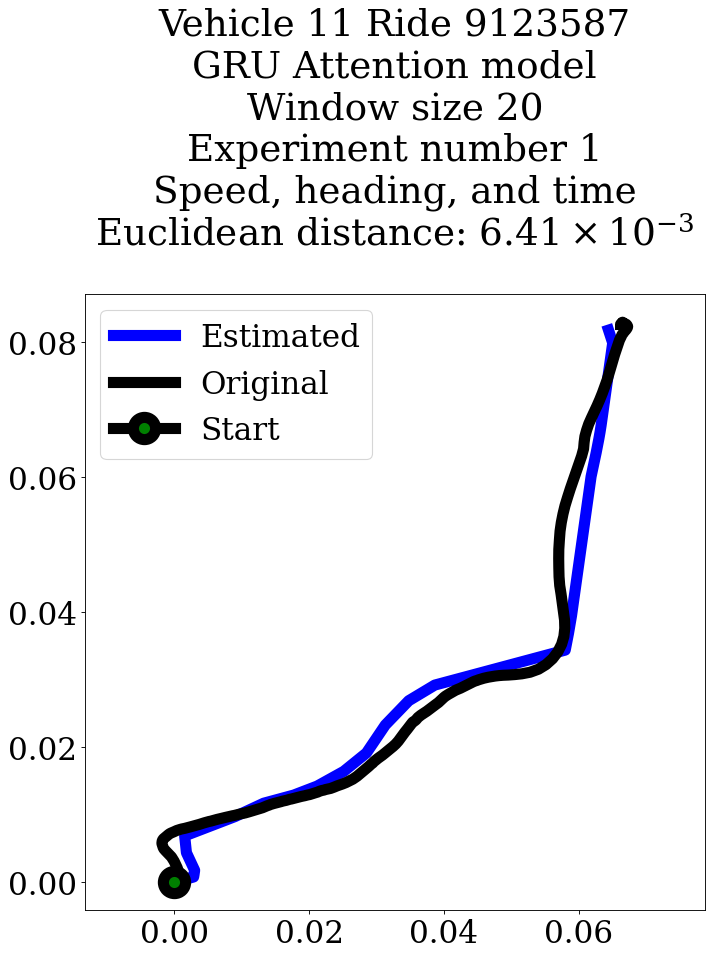 Vehicle 11 Ride 9123587
GRU Attention model
Window size 20
Experiment number 1
Speed, heading, and time
Euclidean distance: 6.41 × 10⁻³
Estimated
Original
Start
0.08
0.06
0.04
0.02
0.00
0.00 0.02 0.04 0.06